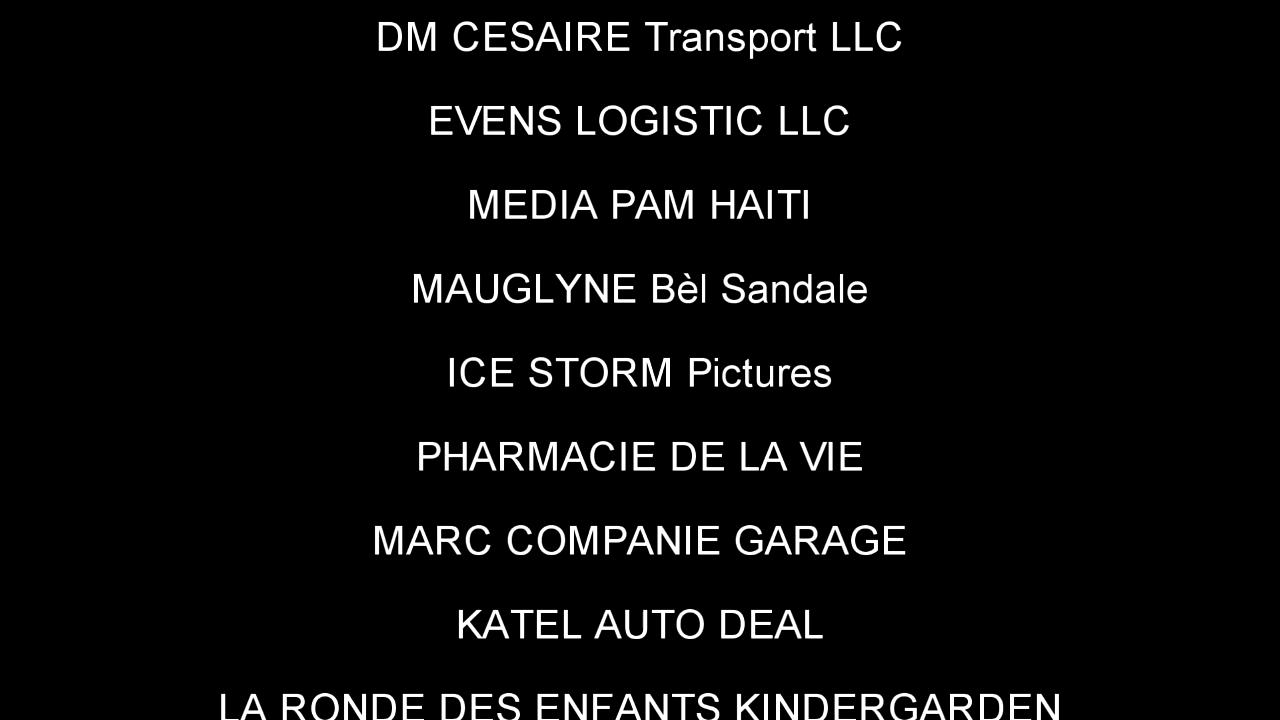 DM CESAIRE Transport LLC
EVENS LOGISTIC LLC
MEDIA PAM HAITI
MAUGLYNE Bèl Sandale
ICE STORM Pictures
PHARMACIE DE LA VIE
MARC COMPANIE GARAGE
KATEL AUTO DEAL
LA RONDE DES ENFANTS KINDERGARDEN